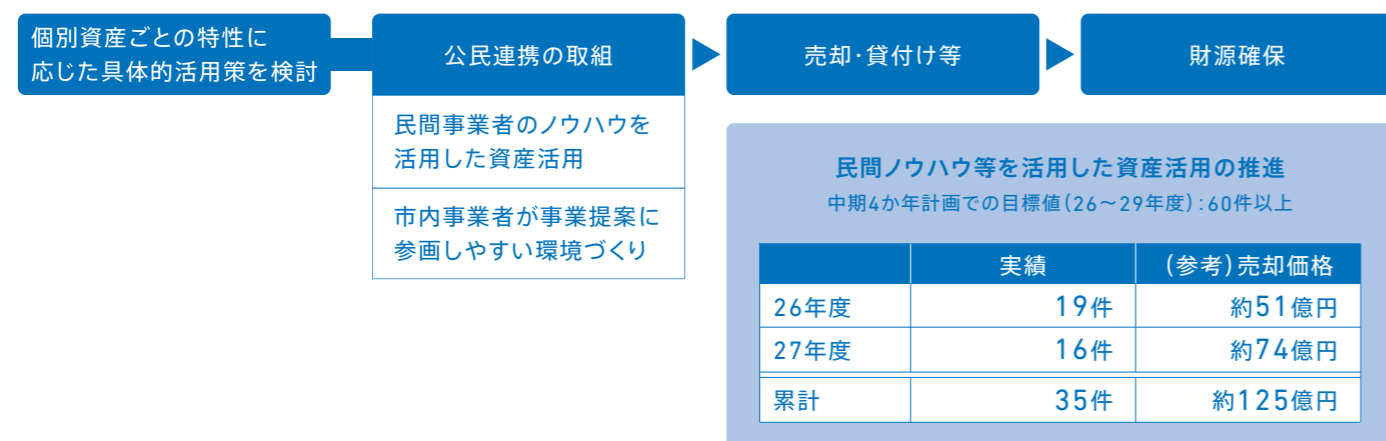 個別資産ごとの特性に
応じた具体的活用策を検討
公民連携の取組
民間事業者のノウハウを
活用した資産活用
市内事業者が事業提案に
参画しやすい環境づくり
売却・貸付け等
財源確保
民間ノウハウ等を活用した資産活用の推進
中期4か年計画での目標値(26～29年度):60件以上
実績 (参考)売却価格
26年度 19件 約51億円
27年度 16件 約74億円
累計 35件 約125億円